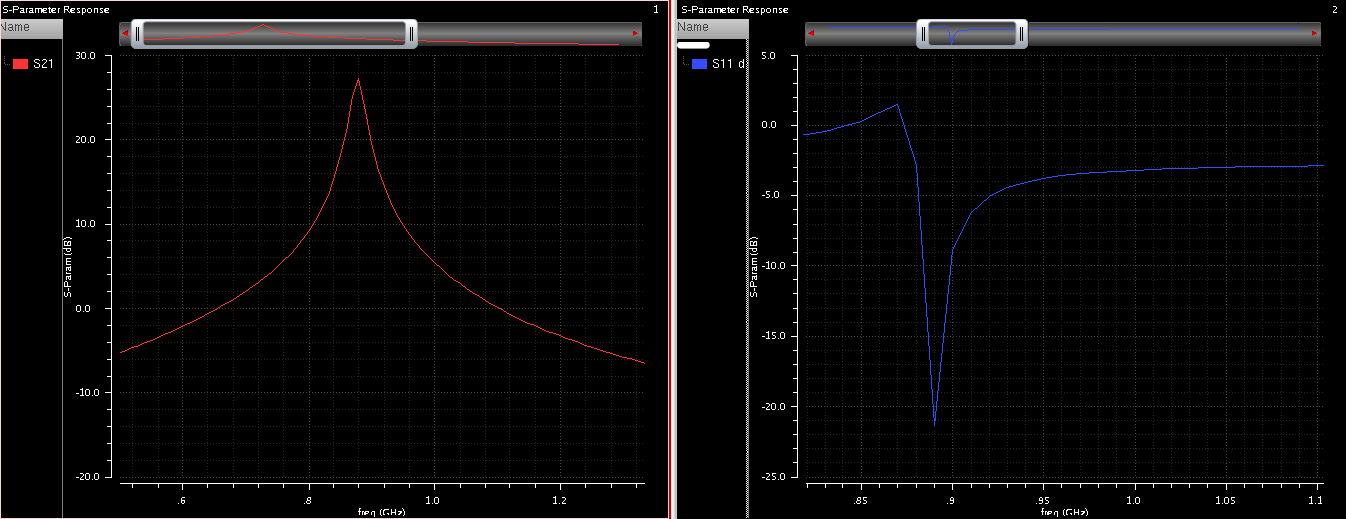 S-Parameter Response
1
Name
S21
30.0
20.0
10.0
0.0
-10.0
-20.0
S-Param (dB)
.6
.8
1.0
1.2
freq (GHz)
S-Parameter Response
2
Name
S11 d
5.0
0.0
-5.0
-10.0
-15.0
-20.0
-25.0
S-Param (dB)
.85
.9
.95
1.0
1.05
1.1
freq (GHz)